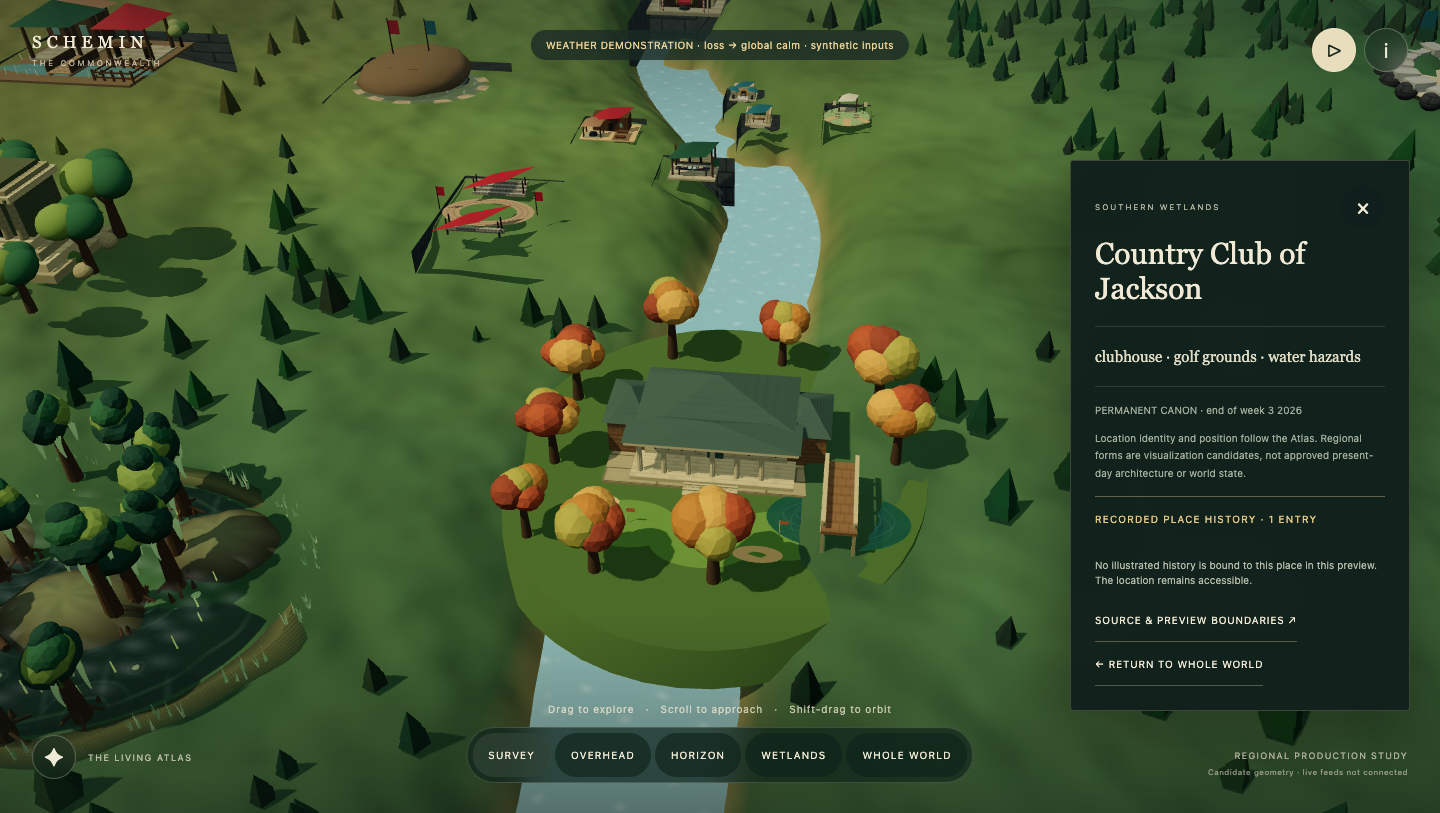 SCHEMIN
THE COMMONWEALTH
WEATHER DEMONSTRATION · loss → global calm · synthetic inputs
i
SOUTHERN WETLANDS
×
Country Club of
Jackson
clubhouse · golf grounds · water hazards
PERMANENT CANON · end of week 3 2026
Location identity and position follow the Atlas. Regional
forms are visualization candidates, not approved present-
day architecture or world state.
RECORDED PLACE HISTORY · 1 ENTRY
No illustrated history is bound to this place in this preview.
The location remains accessible.
SOURCE & PREVIEW BOUNDARIES ↗
← RETURN TO WHOLE WORLD
Drag to explore · Scroll to approach · Shift-drag to orbit
SURVEY OVERHEAD HORIZON WETLANDS WHOLE WORLD
THE LIVING ATLAS
REGIONAL PRODUCTION STUDY
Candidate geometry · live feeds not connected